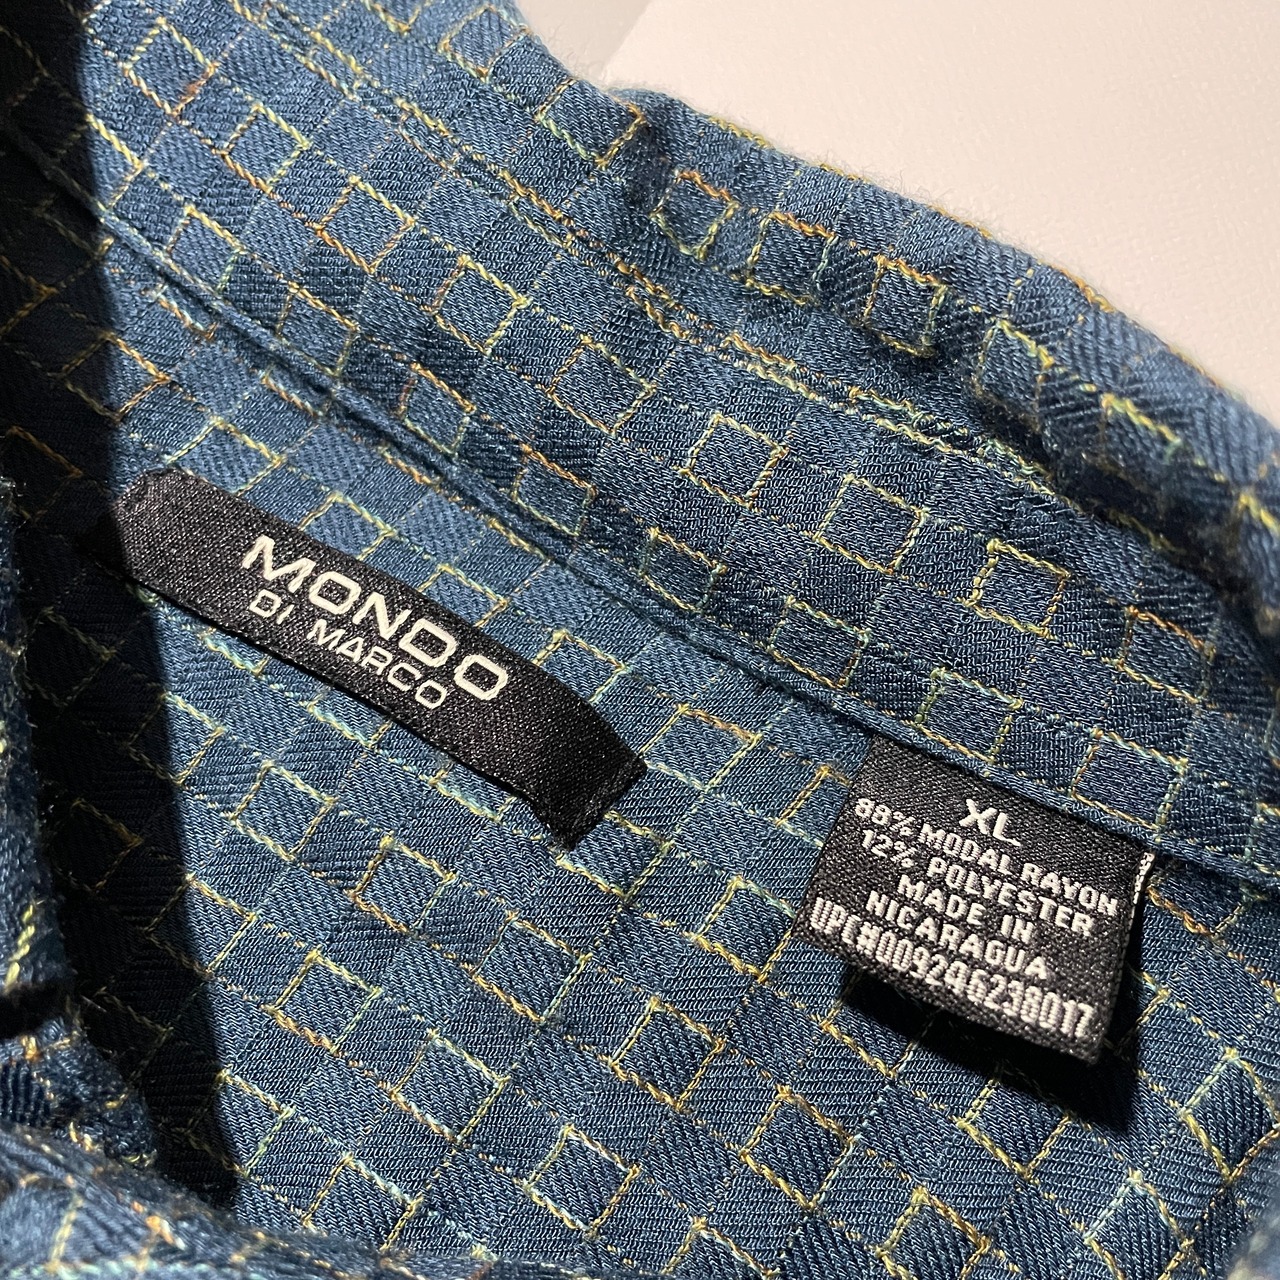 MONDO
DI MARCO
XL
88% MODAL RAYON
12% POLYESTER
MADE IN
NICARAGUA
UPC#009246238017